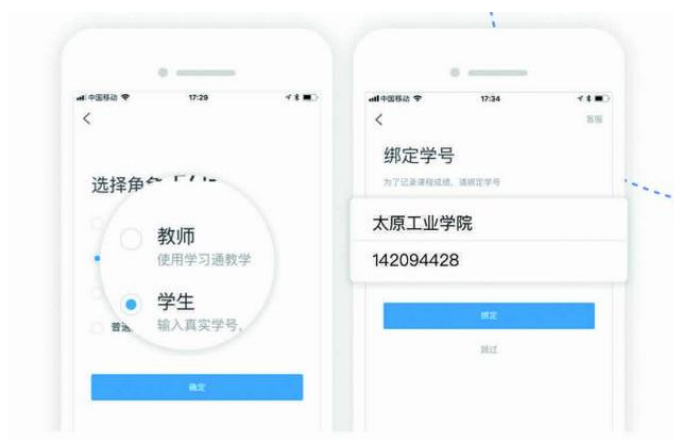 中国移动
17:29
选择角
教师
使用学习通教学
学生
输入真实学号,
普通
确定
中国移动
17:34
客服
绑定学号
为了记录课程成绩，请绑定学号
太原工业学院
142094428
绑定
跳过